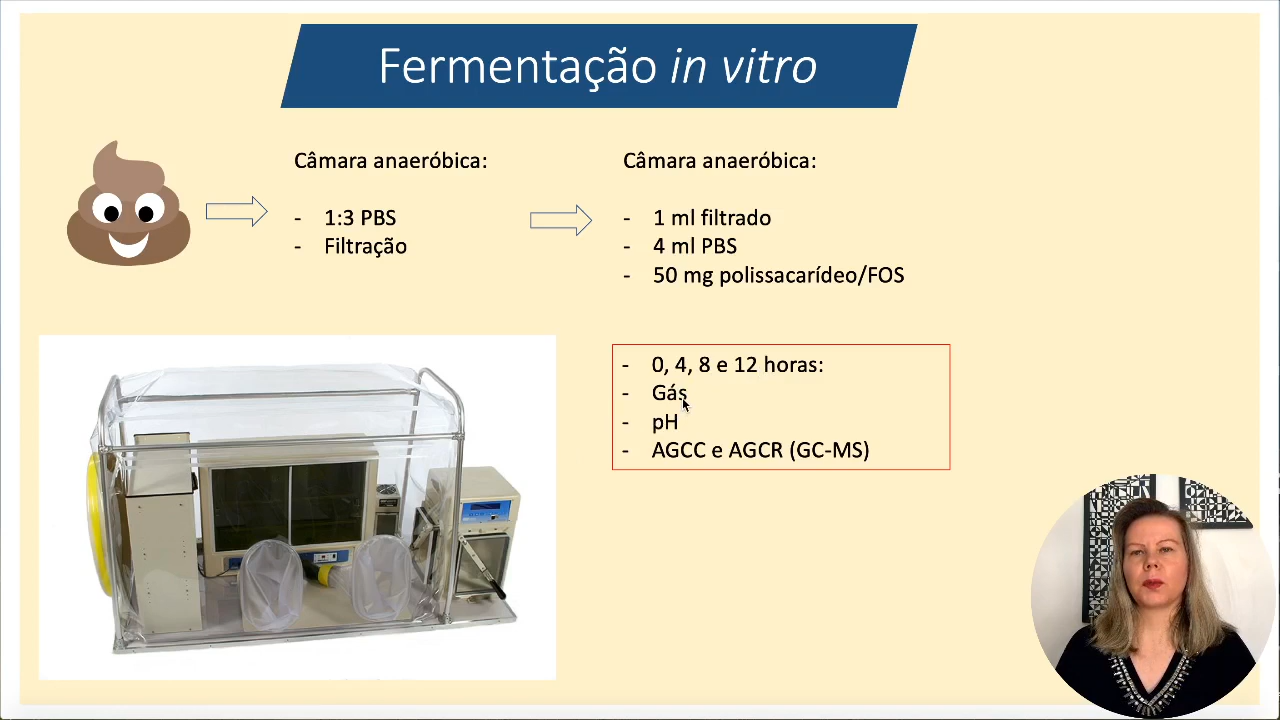 Fermentação in vitro
Câmara anaeróbica:
- 1:3 PBS
- Filtração
Câmara anaeróbica:
- 1 ml filtrado
- 4 ml PBS
- 50 mg polissacarídeo/FOS
- 0, 4, 8 e 12 horas:
- Gás
- pH
- AGCC e AGCR (GC-MS)